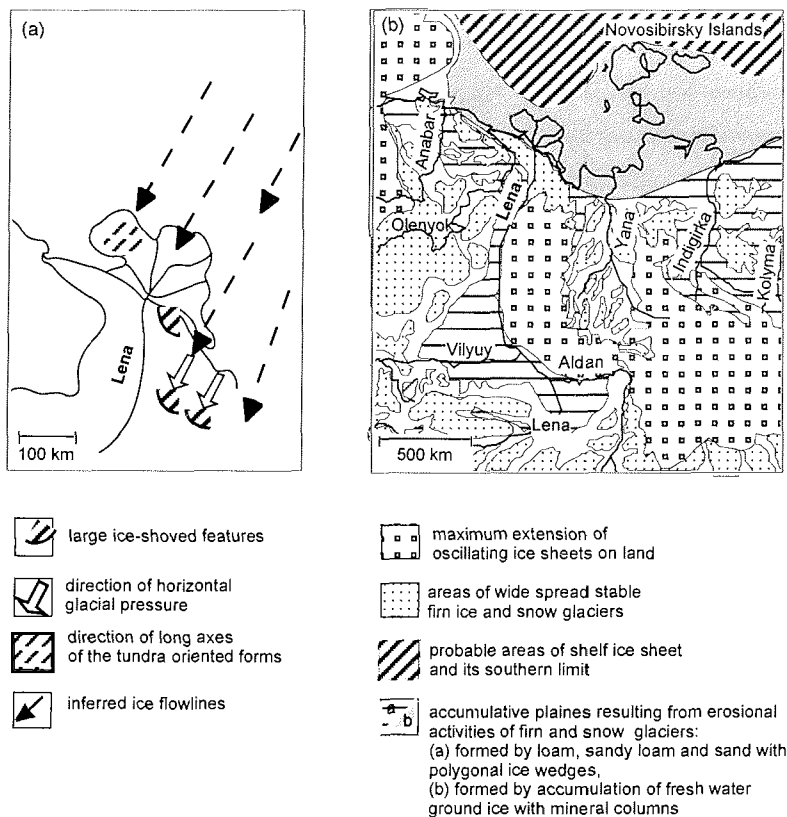 (a)
Lena
100 km
(b)
Novosibirsky Islands
Anabar
Lena
Olenyok
Yana
Indigirka
Kolyma
Vilyuy
Aldan
Lena
500 km
large ice-shoved features
direction of horizontal
glacial pressure
direction of long axes
of the tundra oriented forms
inferred ice flowlines
maximum extension of
oscillating ice sheets on land
areas of wide spread stable
firn ice and snow glaciers
probable areas of shelf ice sheet
and its southern limit
a
b
accumulative plaines resulting from erosional
activities of firn and snow glaciers:
(a) formed by loam, sandy loam and sand with
polygonal ice wedges,
(b) formed by accumulation of fresh water
ground ice with mineral columns